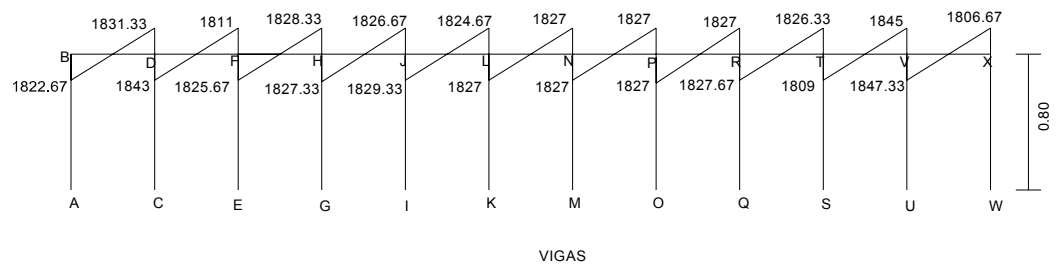 1831.33 1811 1828.33 1826.67 1824.67 1827 1827 1827 1826.33 1845 1806.67
B D F H J L N P R T V X
1822.67 1843 1825.67 1827.33 1829.33 1827 1827 1827 1827.67 1809 1847.33
0.80
A C E G I K M O Q S U W
VIGAS